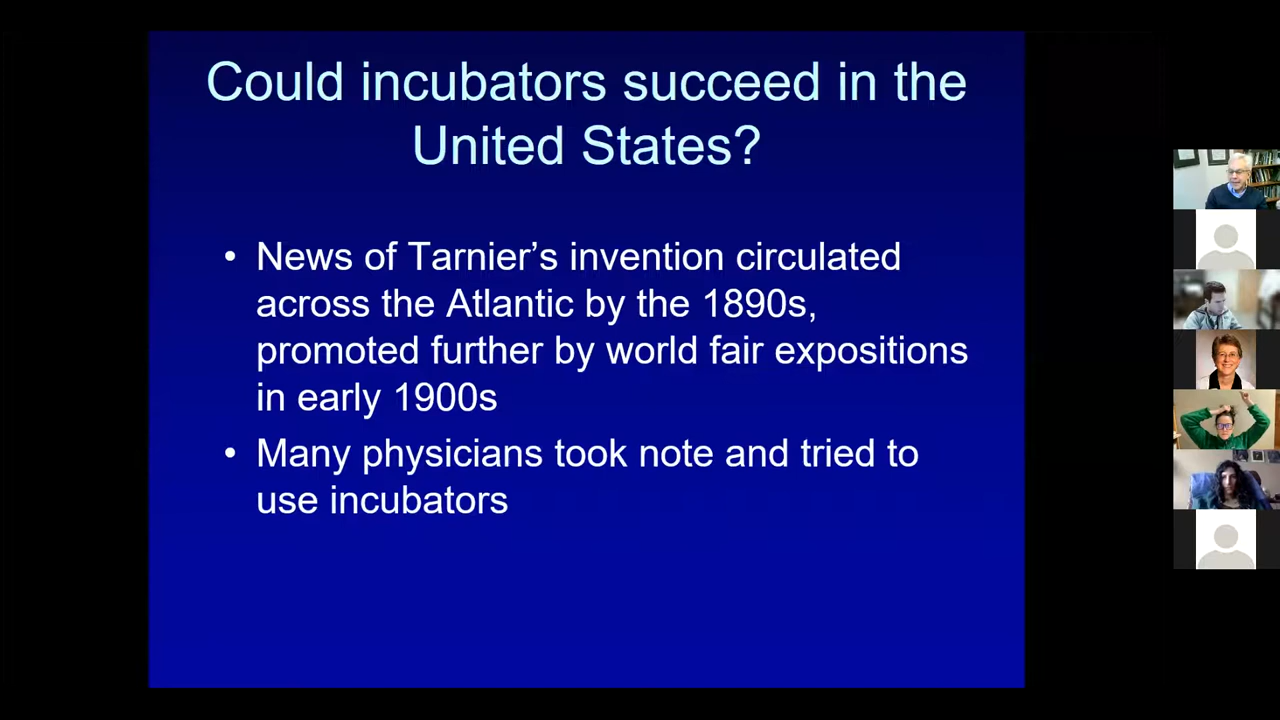 Could incubators succeed in the
United States?
• News of Tarnier’s invention circulated
across the Atlantic by the 1890s,
promoted further by world fair expositions
in early 1900s
• Many physicians took note and tried to
use incubators